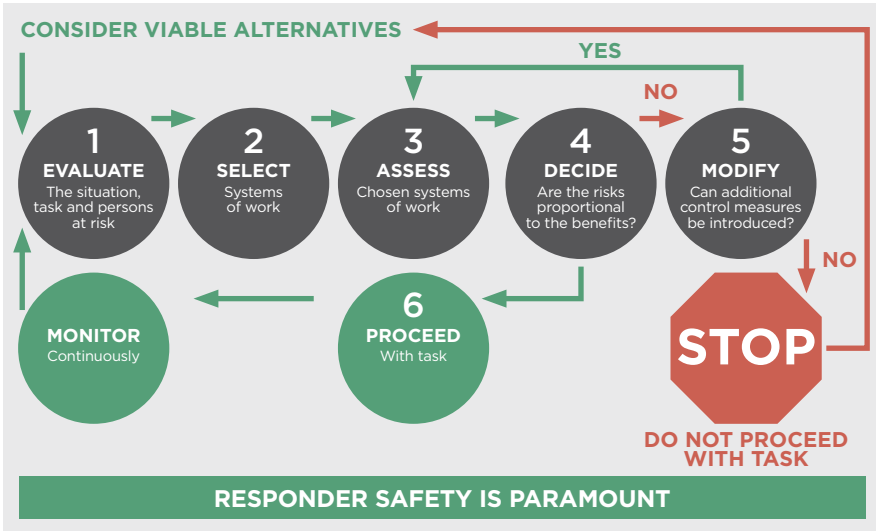 CONSIDER VIABLE ALTERNATIVES
YES
NO
1
EVALUATE
The situation,
task and persons
at risk
2
SELECT
Systems
of work
3
ASSESS
Chosen systems
of work
4
DECIDE
Are the risks
proportional
to the benefits?
5
MODIFY
Can additional
control measures
be introduced?
NO
MONITOR
Continuously
6
PROCEED
With task
STOP
DO NOT PROCEED
WITH TASK
RESPONDER SAFETY IS PARAMOUNT